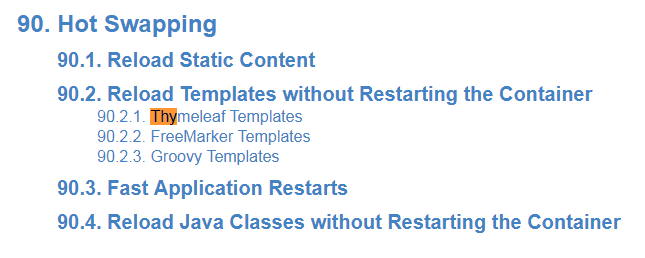 90. Hot Swapping
90.1. Reload Static Content
90.2. Reload Templates without Restarting the Container
90.2.1. Thymeleaf Templates
90.2.2. FreeMarker Templates
90.2.3. Groovy Templates
90.3. Fast Application Restarts
90.4. Reload Java Classes without Restarting the Container